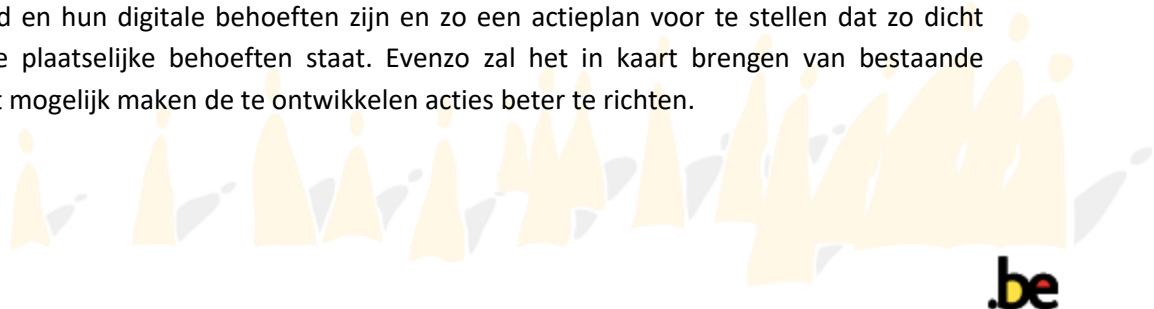 d en hun digitale behoeften zijn en zo een actieplan voor te stellen dat zo dicht
e plaatselijke behoeften staat. Evenzo zal het in kaart brengen van bestaande
t mogelijk maken de te ontwikkelen acties beter te richten.
.be